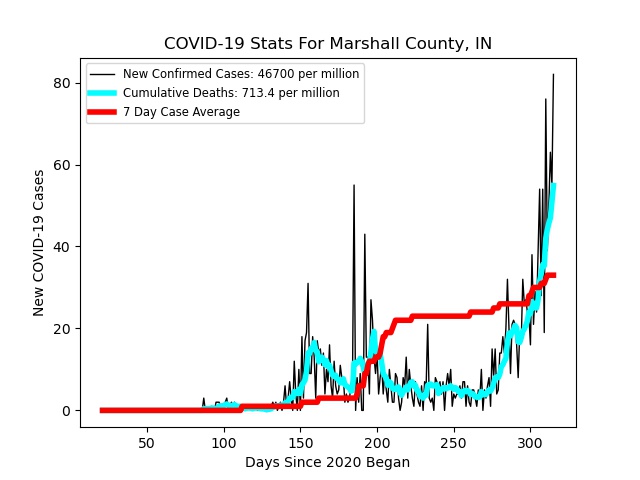 COVID-19 Stats For Marshall County, IN
New Confirmed Cases: 46700 per million
Cumulative Deaths: 713.4 per million
7 Day Case Average
80
60
40
20
0
New COVID-19 Cases
50 100 150 200 250 300
Days Since 2020 Began